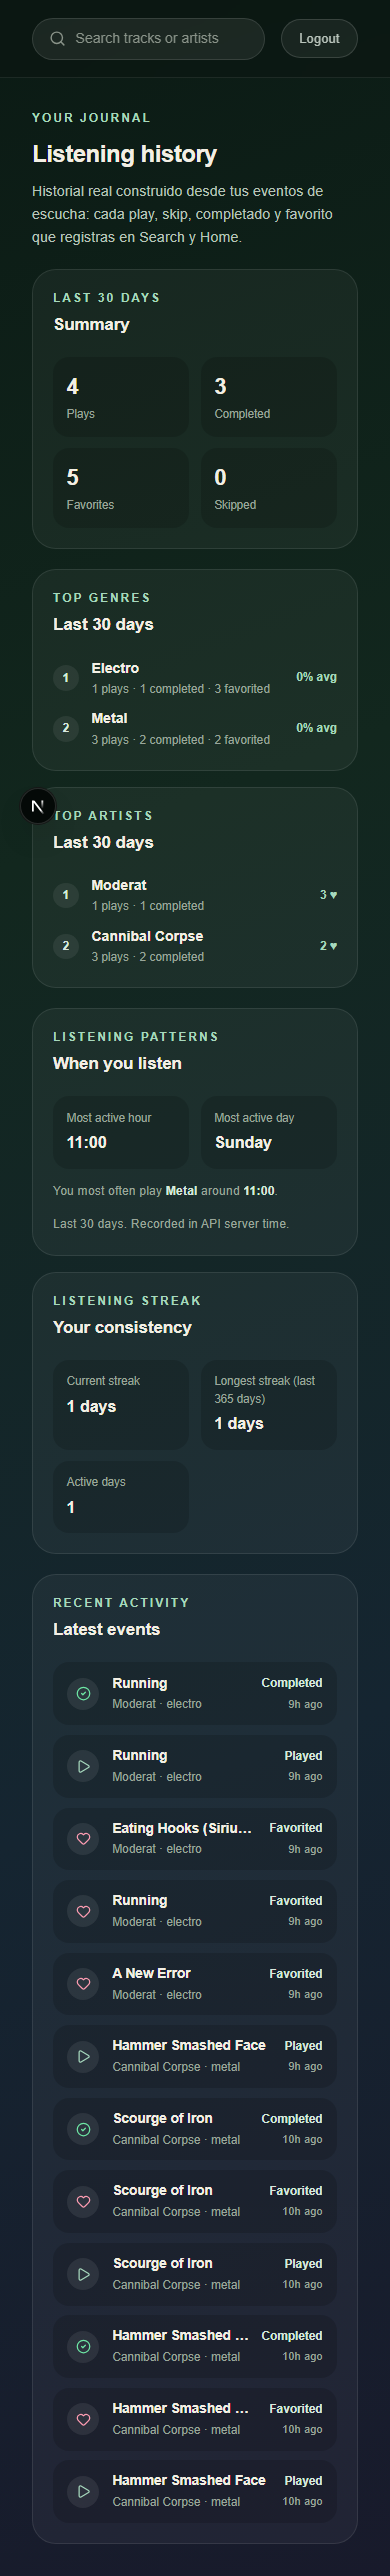 Search tracks or artists
Logout
YOUR JOURNAL
Listening history
Historial real construido desde tus eventos de
escucha: cada play, skip, completado y favorito
que registras en Search y Home.
LAST 30 DAYS
Summary
4
Plays
3
Completed
5
Favorites
0
Skipped
TOP GENRES
Last 30 days
1
Electro
1 plays · 1 completed · 3 favorited
0% avg
2
Metal
3 plays · 2 completed · 2 favorited
0% avg
N
TOP ARTISTS
Last 30 days
1
Moderat
1 plays · 1 completed
3 ♥
2
Cannibal Corpse
3 plays · 2 completed
2 ♥
LISTENING PATTERNS
When you listen
Most active hour
11:00
Most active day
Sunday
You most often play Metal around 11:00.
Last 30 days. Recorded in API server time.
LISTENING STREAK
Your consistency
Current streak
1 days
Longest streak (last
365 days)
1 days
Active days
1
RECENT ACTIVITY
Latest events
Running
Moderat · electro
Completed
9h ago
Running
Moderat · electro
Played
9h ago
Eating Hooks (Siriu...
Moderat · electro
Favorited
9h ago
Running
Moderat · electro
Favorited
9h ago
A New Error
Moderat · electro
Favorited
9h ago
Hammer Smashed Face
Cannibal Corpse · metal
Played
9h ago
Scourge of Iron
Cannibal Corpse · metal
Completed
10h ago
Scourge of Iron
Cannibal Corpse · metal
Favorited
10h ago
Scourge of Iron
Cannibal Corpse · metal
Played
10h ago
Hammer Smashed ...
Cannibal Corpse · metal
Completed
10h ago
Hammer Smashed ...
Cannibal Corpse · metal
Favorited
10h ago
Hammer Smashed Face
Cannibal Corpse · metal
Played
10h ago